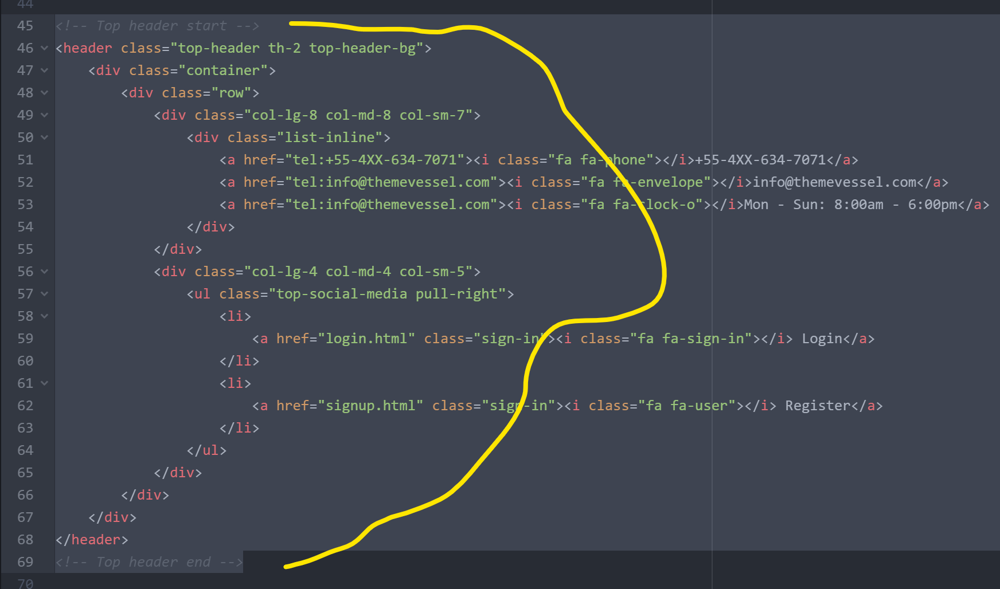 44
45 <!-- Top header start -->
46 <header class="top-header th-2 top-header-bg">
47 <div class="container">
48 <div class="row">
49 <div class="col-lg-8 col-md-8 col-sm-7">
50 <div class="list-inline">
51 <a href="tel:+55-4XX-634-7071"><i class="fa fa-phone"></i>+55-4XX-634-7071</a>
52 <a href="tel:info@themevessel.com"><i class="fa fa-envelope"></i>info@themevessel.com</a>
53 <a href="tel:info@themevessel.com"><i class="fa fa-clock-o"></i>Mon - Sun: 8:00am - 6:00pm</a>
54 </div>
55 </div>
56 <div class="col-lg-4 col-md-4 col-sm-5">
57 <ul class="top-social-media pull-right">
58 <li>
59 <a href="login.html" class="sign-in"><i class="fa fa-sign-in"></i> Login</a>
60 </li>
61 <li>
62 <a href="signup.html" class="sign-in"><i class="fa fa-user"></i> Register</a>
63 </li>
64 </ul>
65 </div>
66 </div>
67 </div>
68 </header>
69 <!-- Top header end -->
70